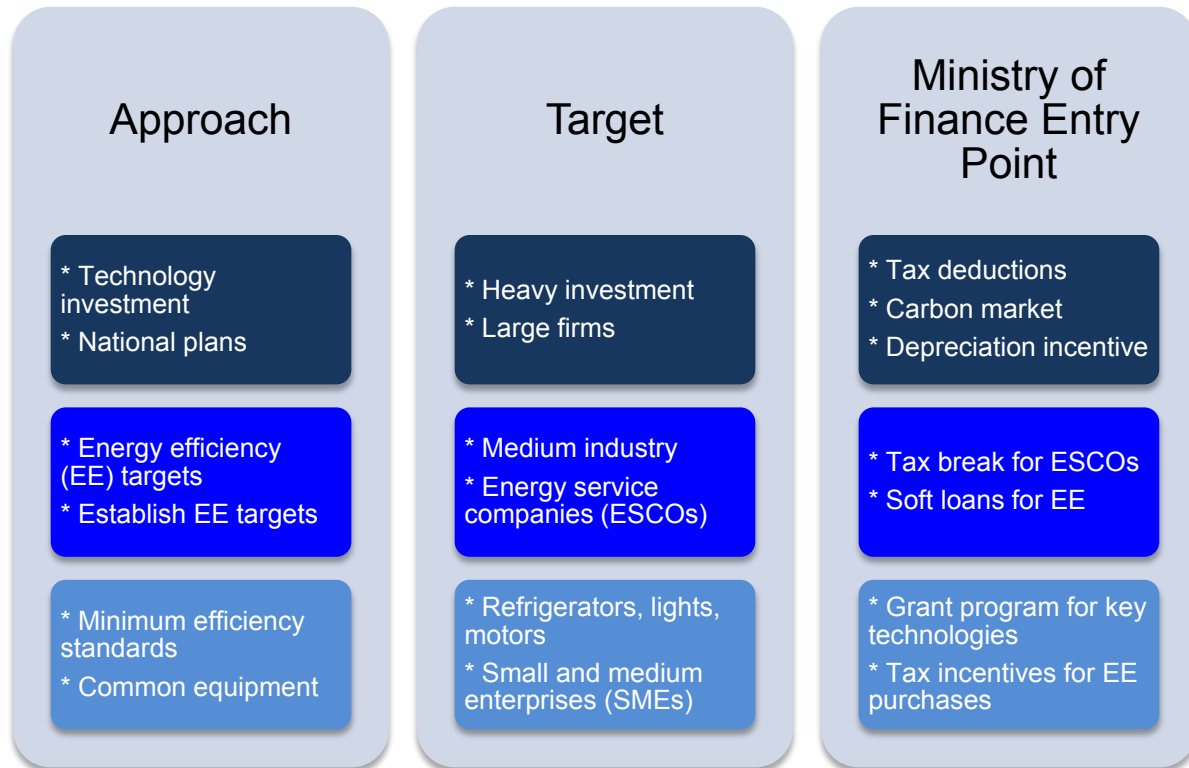 Approach
* Technology
investment
* National plans
* Energy efficiency
(EE) targets
* Establish EE targets
* Minimum efficiency
standards
* Common equipment
Target
* Heavy investment
* Large firms
* Medium industry
* Energy service
companies (ESCOs)
* Refrigerators, lights,
motors
* Small and medium
enterprises (SMEs)
Ministry of
Finance Entry
Point
* Tax deductions
* Carbon market
* Depreciation incentive
* Tax break for ESCOs
* Soft loans for EE
* Grant program for key
technologies
* Tax incentives for EE
purchases